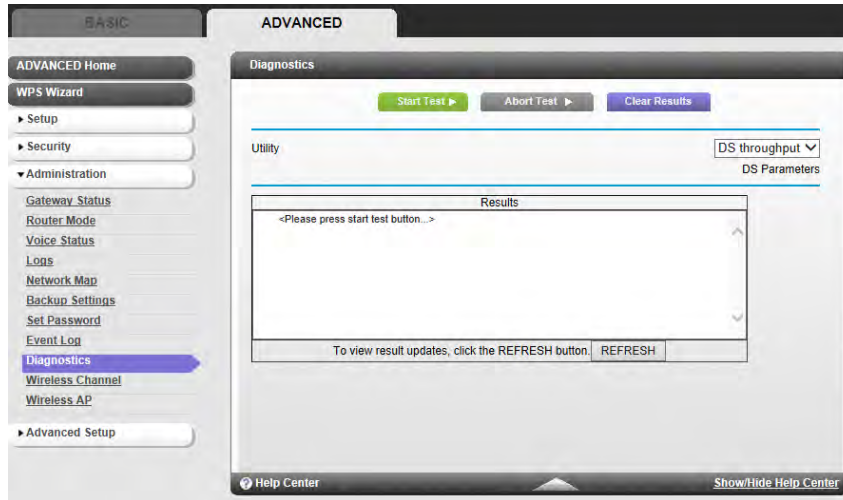 BASIC
ADVANCED
ADVANCED Home
WPS Wizard
Setup
Security
Administration
Gateway Status
Router Mode
Voice Status
Logs
Network Map
Backup Settings
Set Password
Event Log
Diagnostics
Wireless Channel
Wireless AP
Advanced Setup
Diagnostics
Start Test
Abort Test
Clear Results
Utility
DS throughput
DS Parameters
Results
<Please press start test button...>
To view result updates, click the REFRESH button. REFRESH
Help Center
Show/Hide Help Center